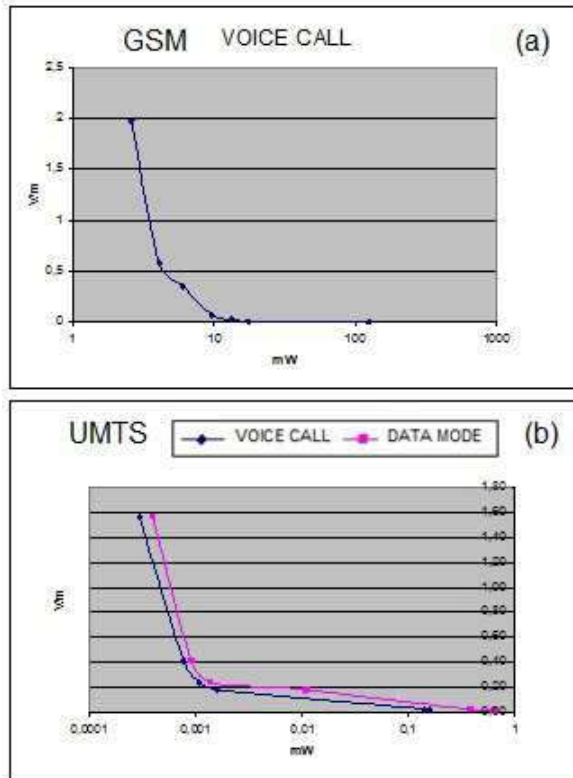 GSM VOICE CALL (a)
2,5
2
1,5
1
0,5
0
V/m
1 10 100 1000
mW
UMTS VOICE CALL DATA MODE (b)
1,80
1,60
1,40
1,20
1,00
0,80
0,60
0,40
0,20
0,00
V/m
0,0001 0,001 0,01 0,1 1
mW